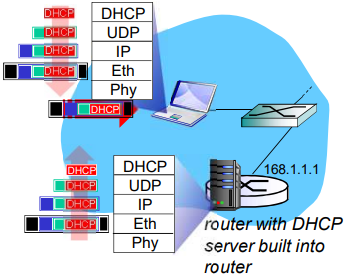 DHCP
DHCP
DHCP
DHCP
DHCP
DHCP
UDP
IP
Eth
Phy
168.1.1.1
DHCP
DHCP
DHCP
DHCP
DHCP
UDP
IP
Eth
Phy
router with DHCP
server built into
router